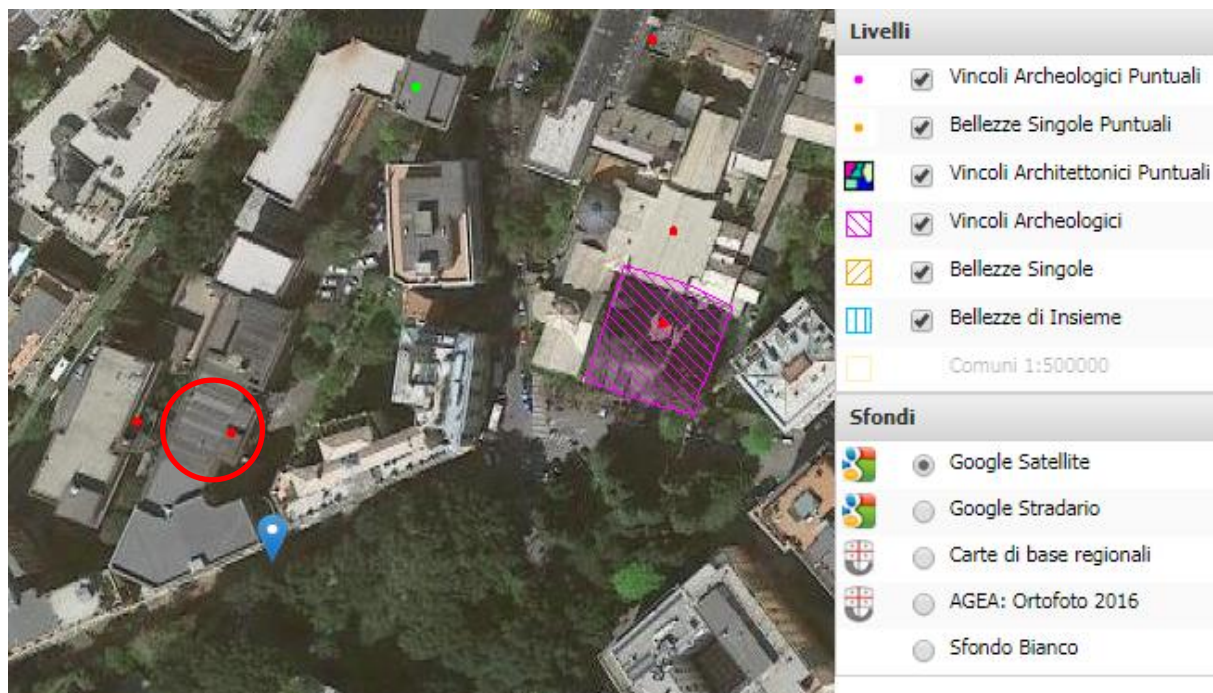 Livelli
Vincoli Archeologici Puntuali
Bellezze Singole Puntuali
Vincoli Architettonici Puntuali
Vincoli Archeologici
Bellezze Singole
Bellezze di Insieme
Comuni 1:500000
Sfondi
Google Satellite
Google Stradario
Carte di base regionali
AGEA: Ortofoto 2016
Sfondo Bianco